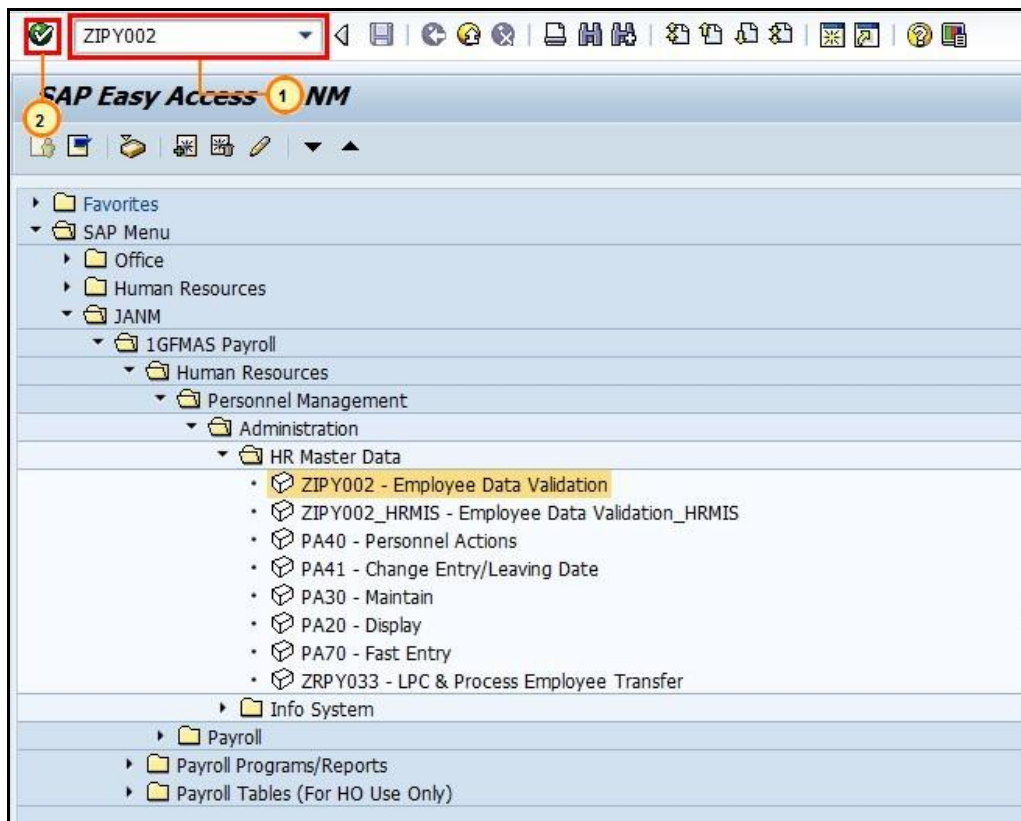 ZIPY002
SAP Easy Access 1 NM
2
Favorites
SAP Menu
Office
Human Resources
JANM
1GFMAS Payroll
Human Resources
Personnel Management
Administration
HR Master Data
ZIPY002 - Employee Data Validation
ZIPY002_HRMIS - Employee Data Validation_HRMIS
PA40 - Personnel Actions
PA41 - Change Entry/Leaving Date
PA30 - Maintain
PA20 - Display
PA70 - Fast Entry
ZRPY033 - LPC & Process Employee Transfer
Info System
Payroll
Payroll Programs/Reports
Payroll Tables (For HO Use Only)